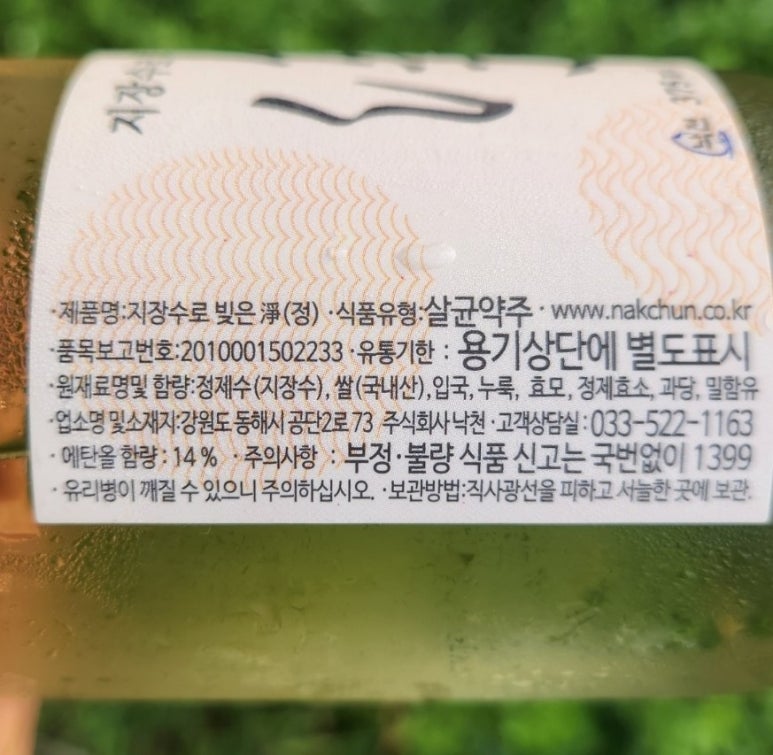 지장수
375
·제품명:지장수로 빚은 淨(정) ·식품유형:살균약주 · www.nakchun.co.kr
·품목보고번호:2010001502233 ·유통기한 : 용기상단에 별도표시
·원재료명및 함량:정제수(지장수), 쌀(국내산),입국, 누룩, 효모, 정제효소, 과당, 밀함유
·업소명 및소재지:강원도 동해시 공단2로 73 주식회사 낙천 ·고객상담실 : 033-522-1163
· 에탄올 함량 : 14 % · 주의사항 : 부정·불량 식품 신고는 국번없이 1399
· 유리병이 깨질 수 있으니 주의하십시오. ·보관방법:직사광선을 피하고 서늘한 곳에 보관.